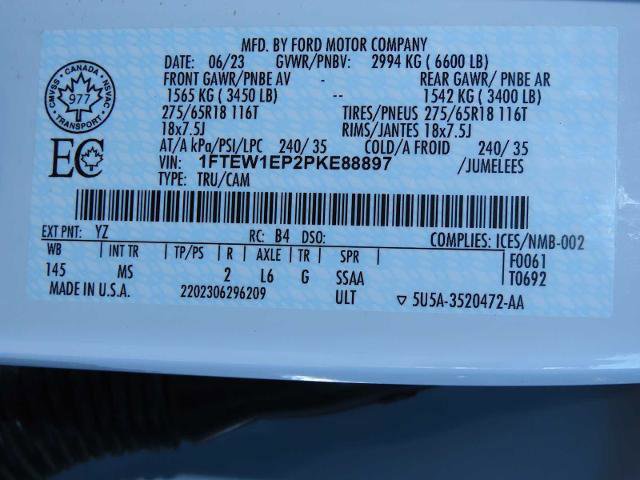 MFD. BY FORD MOTOR COMPANY
DATE: 06/23 GVWR/PNBV: 2994 KG ( 6600 LB)
FRONT GAWR/PNBE AV - REAR GAWR/ PNBE AR
1565 KG ( 3450 LB) -- 1542 KG ( 3400 LB)
275/65R18 116T TIRES/PNEUS 275/65R18 116T
18x7.5J RIMS/JANTES 18x7.5J
AT/A kPa/PSI/LPC 240/ 35 COLD/A FROID 240/ 35
VIN: 1FTEW1EP2PKE88897 /JUMELEES
TYPE: TRU/CAM
CANADA
CMVSS 977 NSVAC
TRANSPORT
EC
EXT PNT: YZ RC: B4 DSO: COMPLIES: ICES/NMB-002
WB INT TR TP/PS R AXLE TR SPR F0061
145 MS 2 L6 G SSAA T0692
MADE IN U.S.A. 2202306296209 ULT ▽ 5U5A-3520472-AA